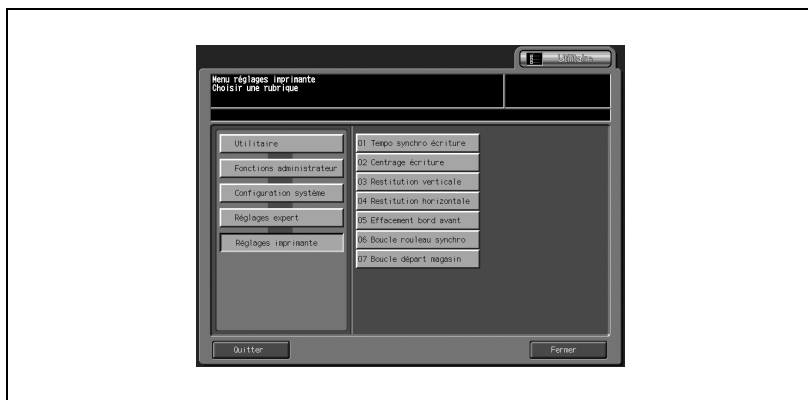 Utilitaire
Menu réglages imprimante
Choisir une rubrique
Utilitaire
Fonctions administrateur
Configuration système
Réglages expert
Réglages imprimante
01 Tempo synchro écriture
02 Centrage écriture
03 Restitution verticale
04 Restitution horizontale
05 Effacement bord avant
06 Boucle rouleau synchro
07 Boucle départ magasin
Quitter
Fermer